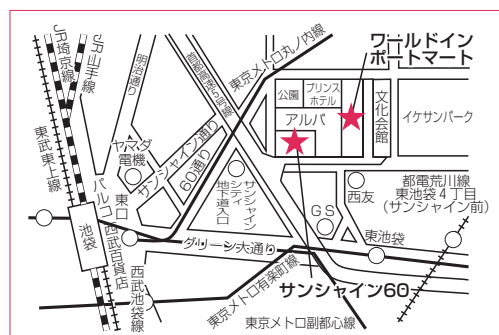 ワールドイン
ポートマート
JR埼京線
JR山手線
明治通り
首都高速5号線
東京メトロ丸ノ内線
公園
プリンス
ホテル
アルパ
文化会館
イケサンパーク
東武東上線
ヤマダ
電機
サンシャイン通り
60通り
サンシャイン
シティ
地下道入口
パルコ
東口
池袋
西武百貨店
西武池袋線
グリーン大通り
GS
西友
都電荒川線
東池袋4丁目
(サンシャイン前)
東池袋
東京メトロ有楽町線
サンシャイン60
東京メトロ副都心線